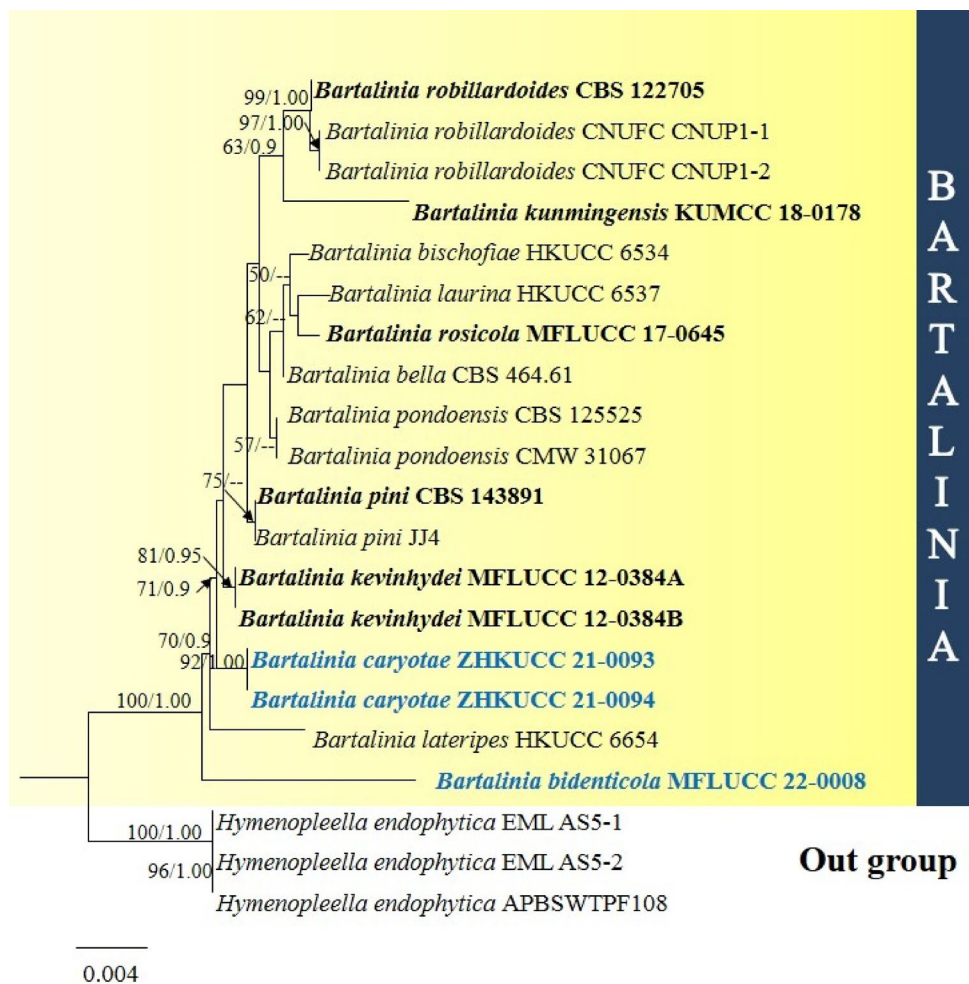 99/1.00
Bartalinia robillardoides CBS 122705
97/1.00
Bartalinia robillardoides CNUFC CNUP1-1
63/0.9
Bartalinia robillardoides CNUFC CNUP1-2
Bartalinia kunmingensis KUMCC 18-0178
Bartalinia bischofiae HKUCC 6534
50/--
Bartalinia laurina HKUCC 6537
62/--
Bartalinia rosicola MFLUCC 17-0645
Bartalinia bella CBS 464.61
Bartalinia pondoensis CBS 125525
57/--
Bartalinia pondoensis CMW 31067
75/--
Bartalinia pini CBS 143891
Bartalinia pini JJ4
81/0.95
Bartalinia kevinhydei MFLUCC 12-0384A
71/0.9
Bartalinia kevinhydei MFLUCC 12-0384B
70/0.9
92/1.00
Bartalinia caryotae ZHKUCC 21-0093
Bartalinia caryotae ZHKUCC 21-0094
100/1.00
Bartalinia lateripes HKUCC 6654
Bartalinia bidenticola MFLUCC 22-0008
BARTALINIA
100/1.00
Hymenopleella endophytica EML AS5-1
96/1.00
Hymenopleella endophytica EML AS5-2
Hymenopleella endophytica APBSWTPF108
Out group
0.004